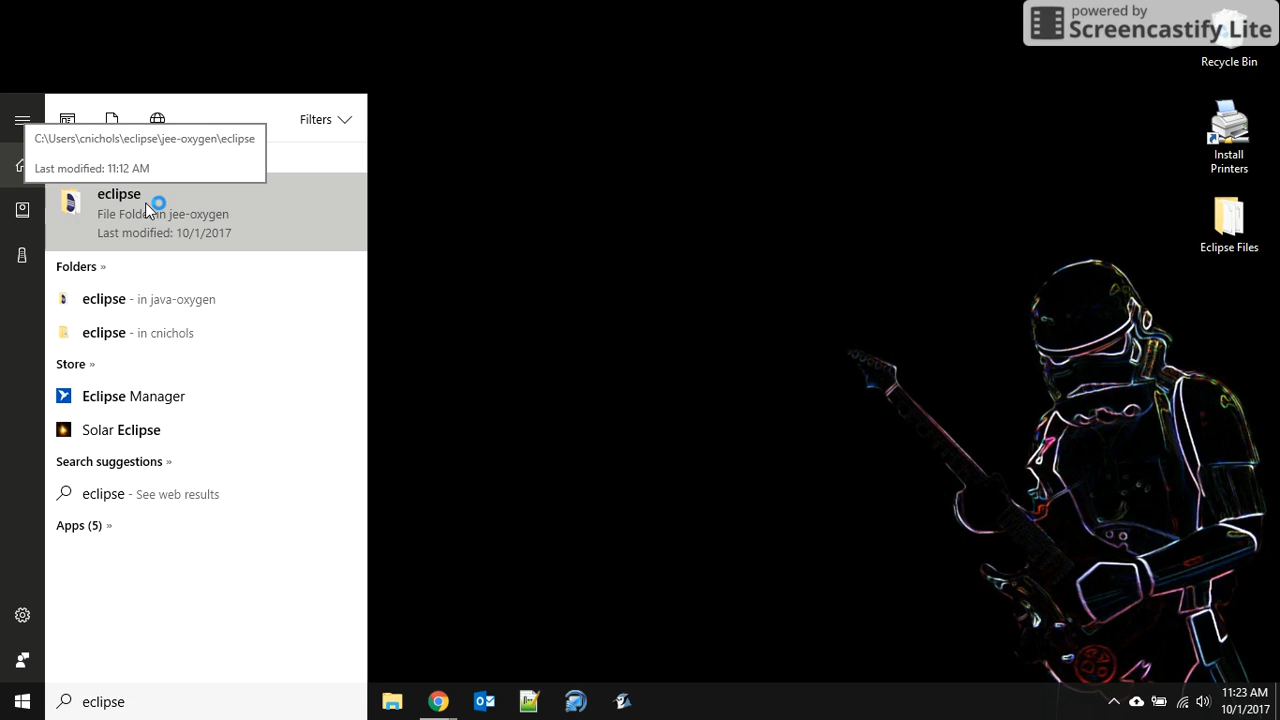 powered by
Screencastify Lite
Recycle Bin
Install
Printers
Eclipse Files
Filters
C:\Users\cnichols\eclipse\jee-oxygen\eclipse
Last modified: 11:12 AM
eclipse
File Folder in jee-oxygen
Last modified: 10/1/2017
Folders »
eclipse - in java-oxygen
eclipse - in cnichols
Store »
Eclipse Manager
Solar Eclipse
Search suggestions »
eclipse - See web results
Apps (5) »
eclipse
11:23 AM
10/1/2017